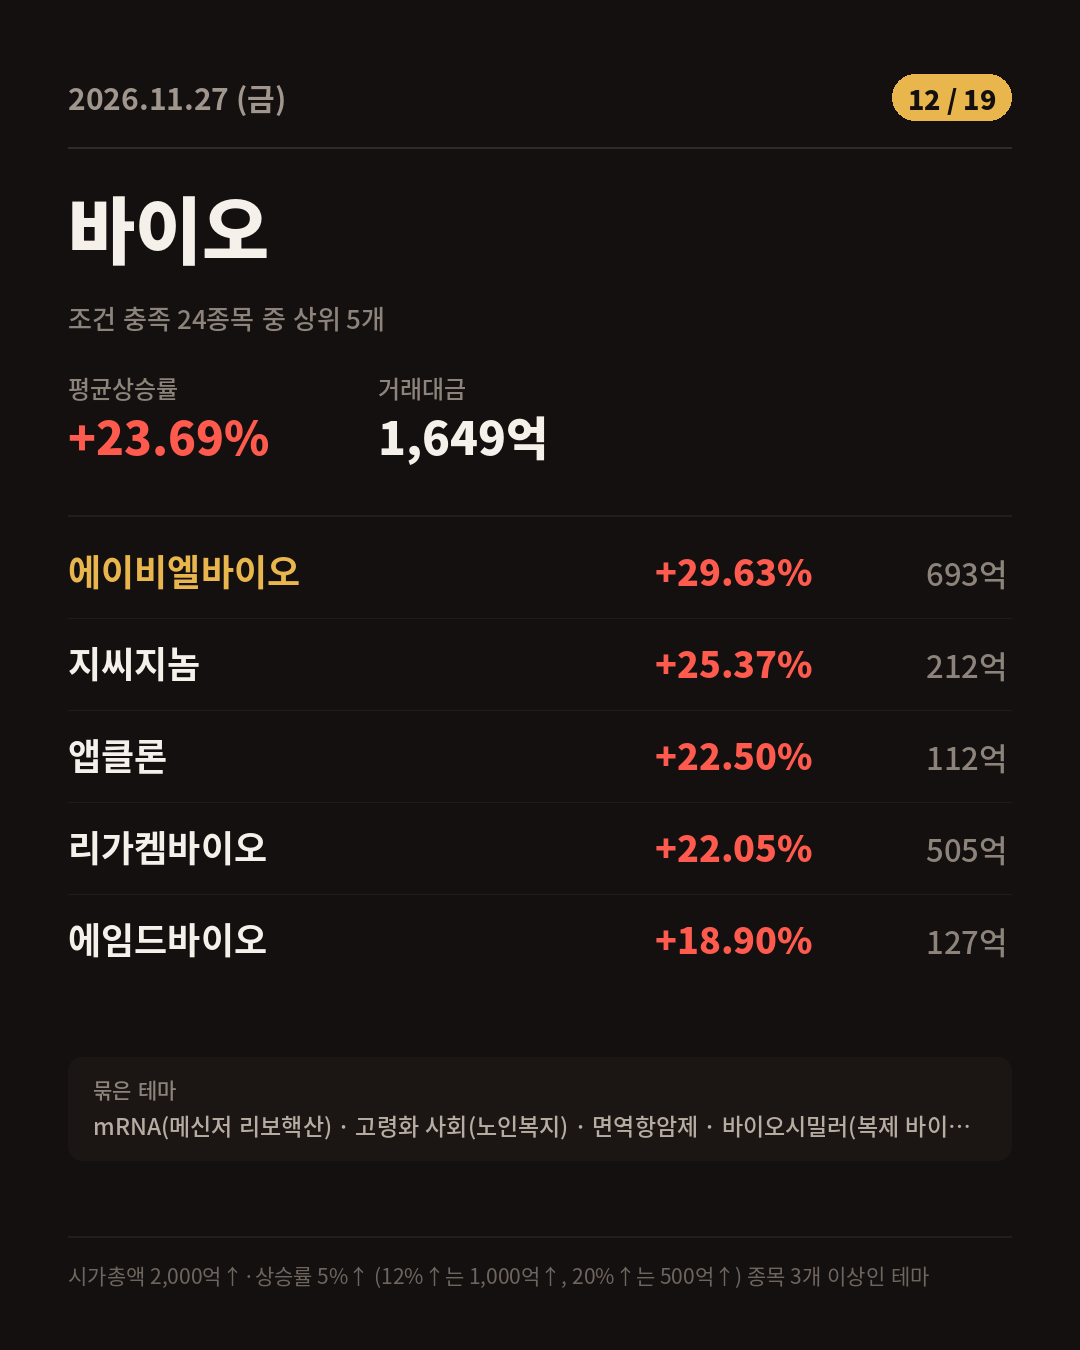 2026.11.27 (금)
12 / 19
바이오
조건 충족 24종목 중 상위 5개
평균상승률 거래대금
+23.69% 1,649억
에이비엘바이오 +29.63% 693억
지씨지놈 +25.37% 212억
앱클론 +22.50% 112억
리가켐바이오 +22.05% 505억
에임드바이오 +18.90% 127억
묶은 테마
mRNA(메신저 리보핵산) · 고령화 사회(노인복지) · 면역항암제 · 바이오시밀러(복제 바이…
시가총액 2,000억↑ · 상승률 5%↑ (12%↑는 1,000억↑, 20%↑는 500억↑) 종목 3개 이상인 테마